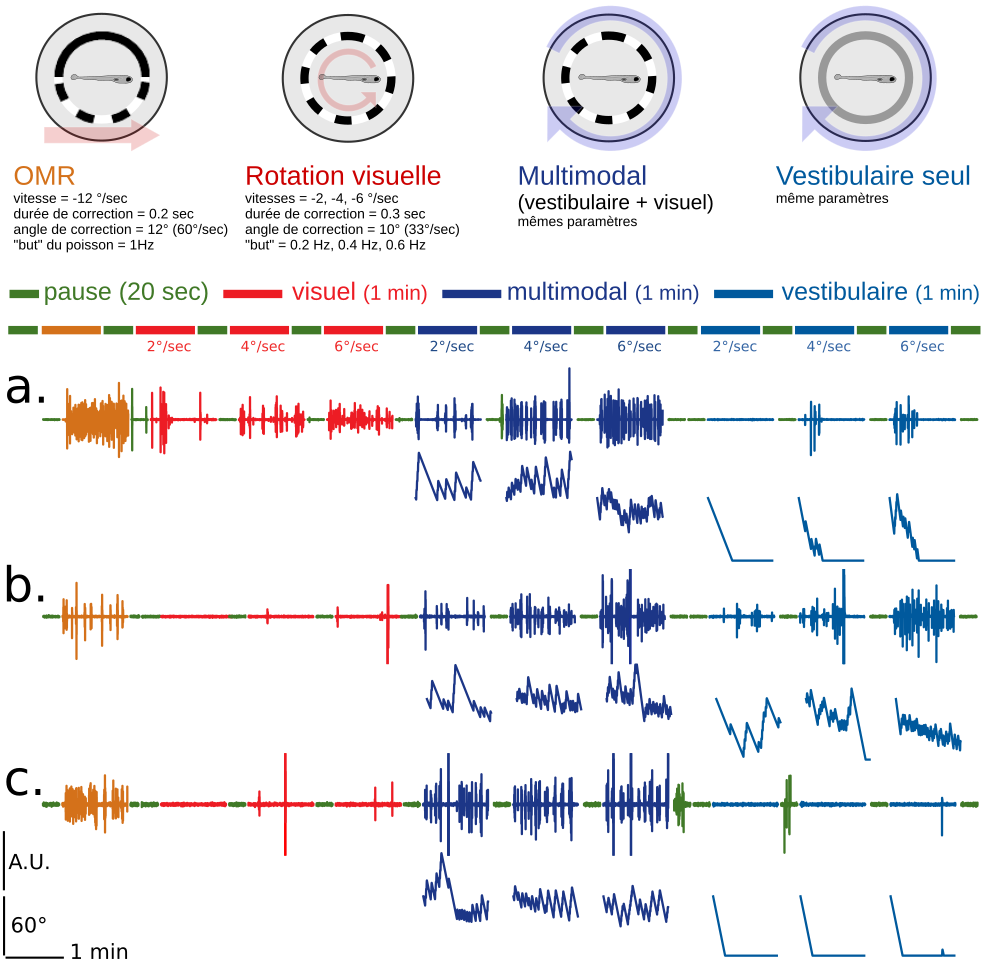 OMR
vitesse = -12 °/sec
durée de correction = 0.2 sec
angle de correction = 12° (60°/sec)
"but" du poisson = 1Hz
Rotation visuelle
vitesses = -2, -4, -6 °/sec
durée de correction = 0.3 sec
angle de correction = 10° (33°/sec)
"but" = 0.2 Hz, 0.4 Hz, 0.6 Hz
Multimodal
(vestibulaire + visuel)
mêmes paramètres
Vestibulaire seul
même paramètres
pause (20 sec) visuel (1 min) multimodal (1 min) vestibulaire (1 min)
2°/sec 4°/sec 6°/sec 2°/sec 4°/sec 6°/sec 2°/sec 4°/sec 6°/sec
a.
b.
c.
A.U.
60°
1 min